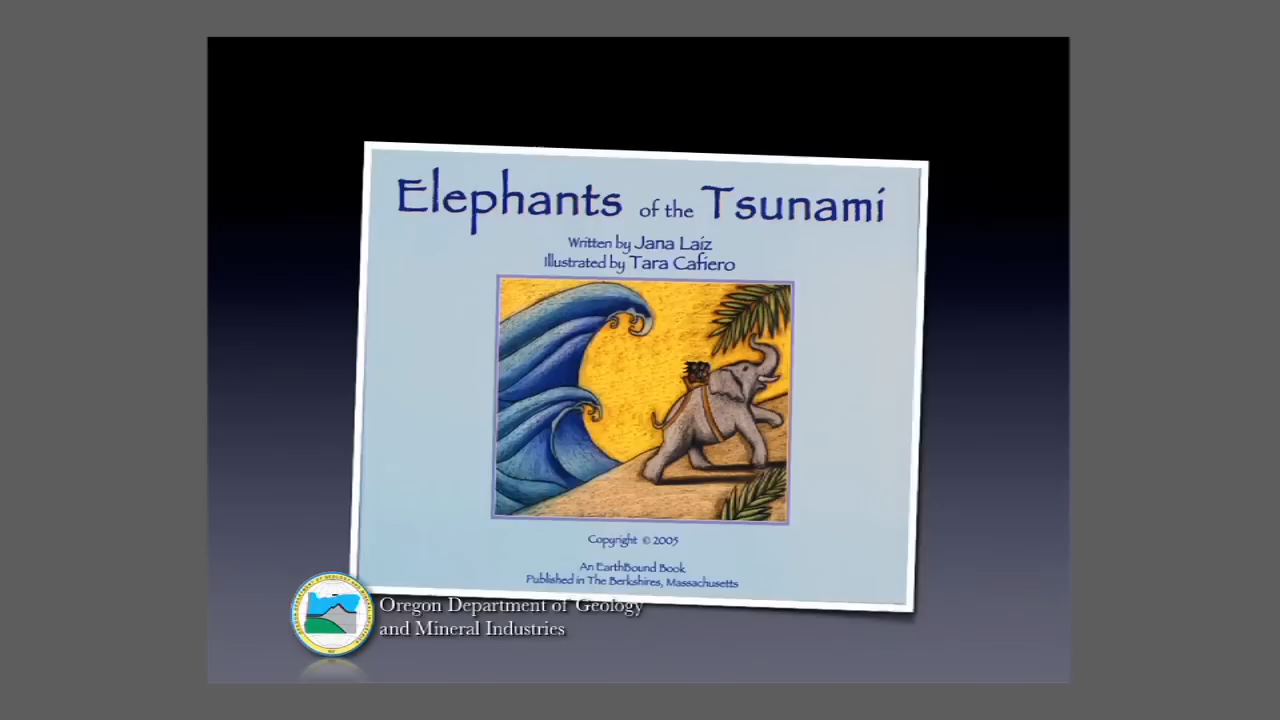 Elephants of the Tsunami
Written by Jana Laiz
Illustrated by Tara Cafiero
Copyright © 2005
An EarthBound Book
Published in The Berkshires, Massachusetts
Oregon Department of Geology
and Mineral Industries